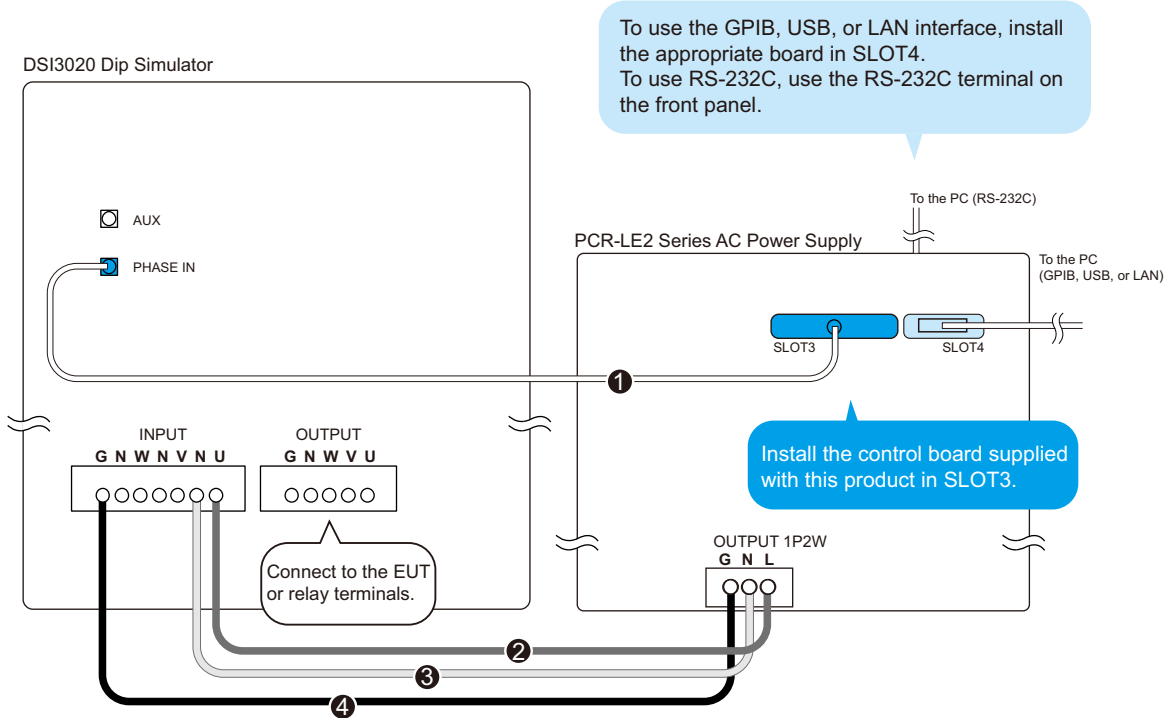 To use the GPIB, USB, or LAN interface, install
the appropriate board in SLOT4.
To use RS-232C, use the RS-232C terminal on
the front panel.
DSI3020 Dip Simulator
AUX
PHASE IN
To the PC (RS-232C)
PCR-LE2 Series AC Power Supply
To the PC
(GPIB, USB, or LAN)
SLOT3
SLOT4
1
Install the control board supplied
with this product in SLOT3.
INPUT
G N W N V N U
OUTPUT
G N W V U
Connect to the EUT
or relay terminals.
OUTPUT 1P2W
G N L
2
3
4